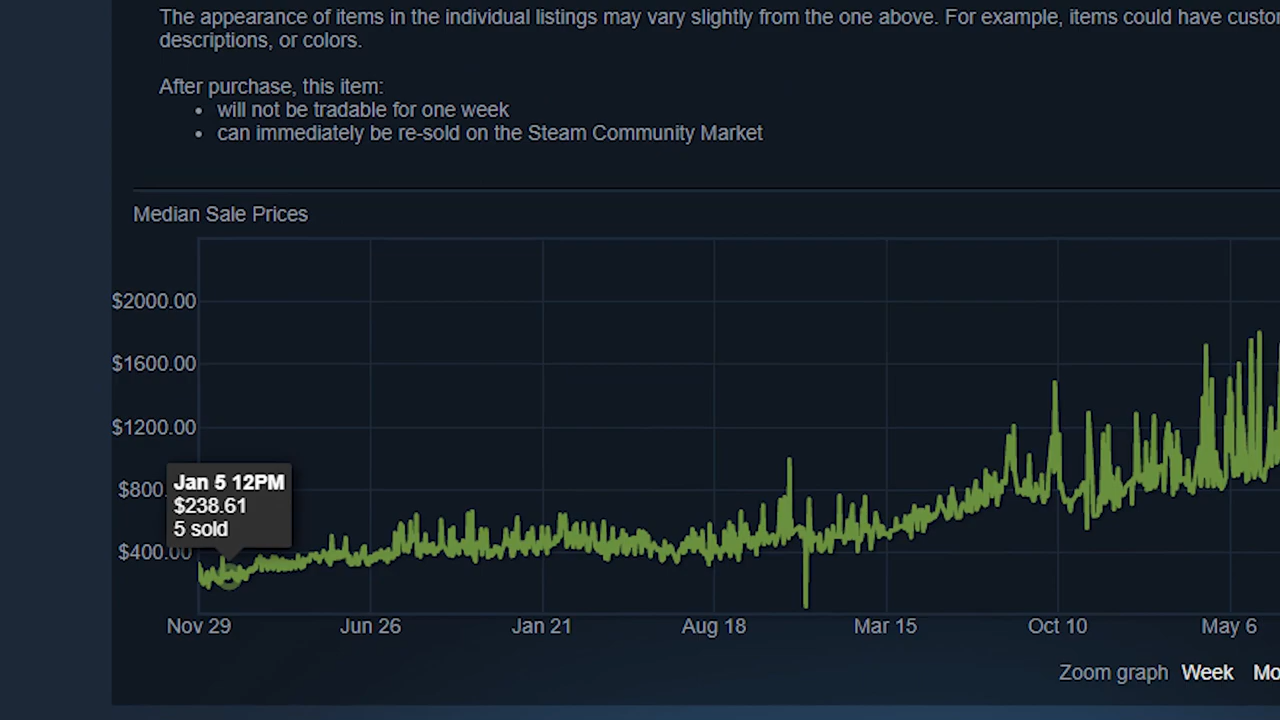 The appearance of items in the individual listings may vary slightly from the one above. For example, items could have
descriptions, or colors.
After purchase, this item:
• will not be tradable for one week
• can immediately be re-sold on the Steam Community Market
Median Sale Prices
$2000.00
$1600.00
$1200.00
$800.
$400.00
Jan 5 12PM
$238.61
5 sold
Nov 29 Jun 26 Jan 21 Aug 18 Mar 15 Oct 10 May 6
Zoom graph Week